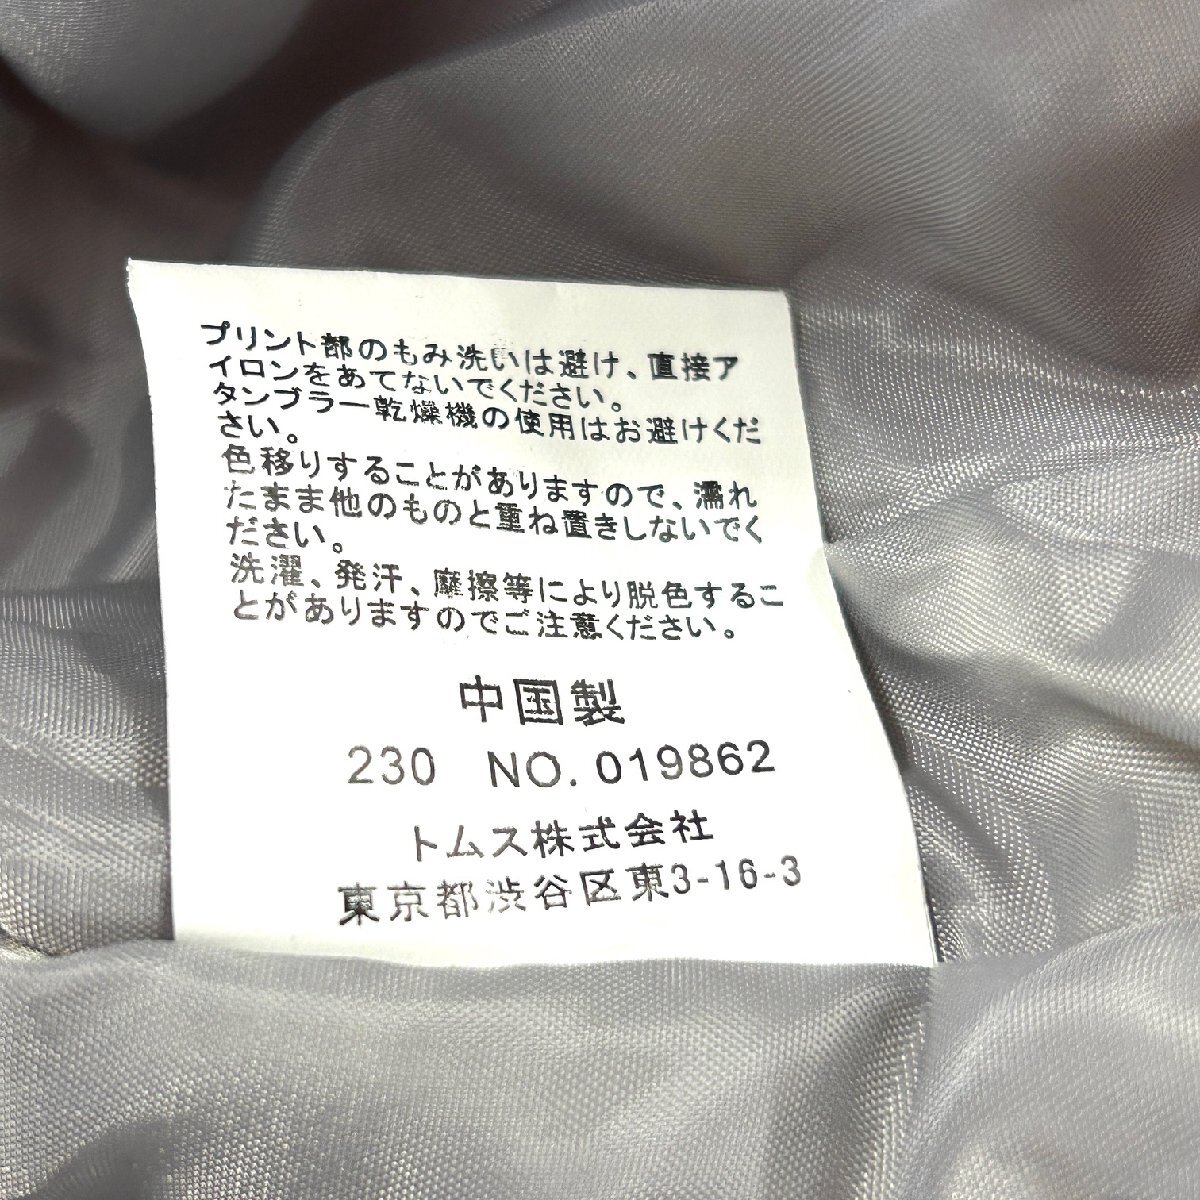 プリント部のもみ洗いは避け、直接ア
イロンをあてないでください。
タンブラー乾燥機の使用はお避けくだ
さい。
色移りすることがありますので、濡れ
たまま他のものと重ね置きしないでく
ださい。
洗濯、発汗、摩擦等により脱色するこ
とがありますのでご注意ください。
中国製
230 NO. 019862
トムス株式会社
東京都渋谷区東3-16-3